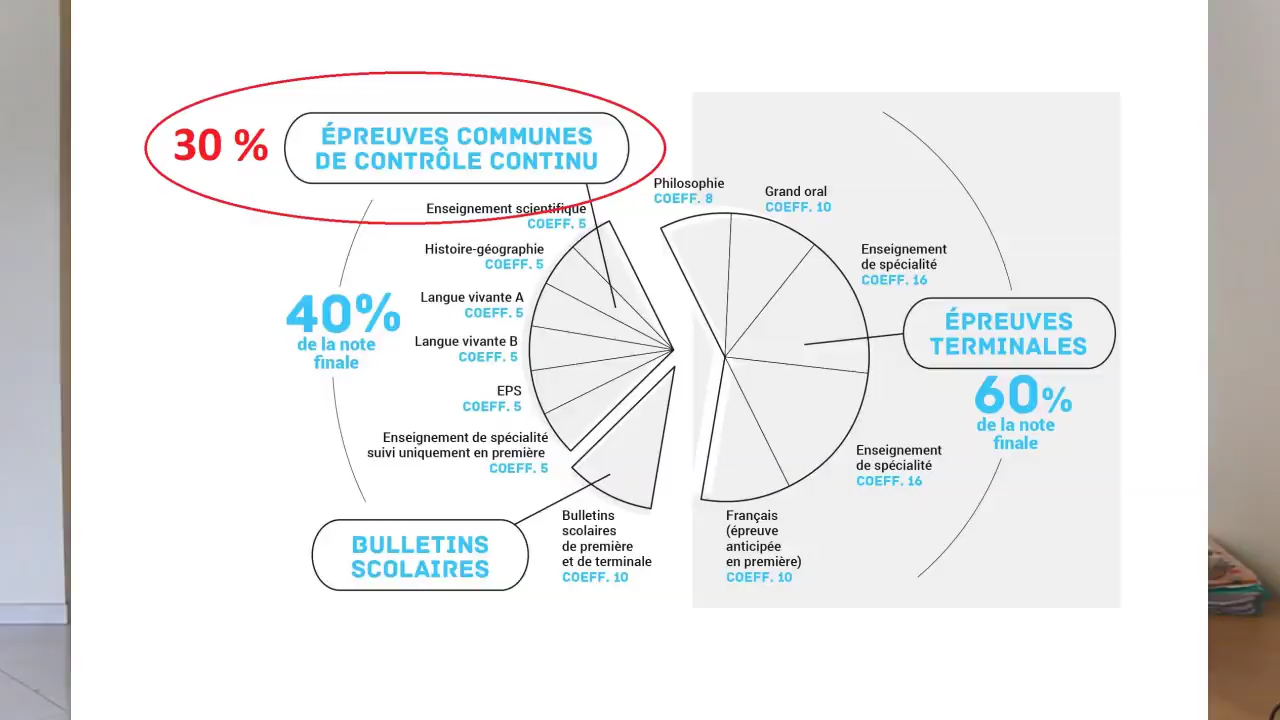 30 %
ÉPREUVES COMMUNES
DE CONTRÔLE CONTINU
Enseignement scientifique
COEFF. 5
Histoire-géographie
COEFF. 5
Langue vivante A
COEFF. 5
Langue vivante B
COEFF. 5
EPS
COEFF. 5
Enseignement de spécialité
suivi uniquement en première
COEFF. 5
40%
de la note
finale
BULLETINS
SCOLAIRES
Bulletins
scolaires
de première
et de terminale
COEFF. 10
Philosophie
COEFF. 8
Grand oral
COEFF. 10
Enseignement
de spécialité
COEFF. 16
ÉPREUVES
TERMINALES
60%
de la note
finale
Enseignement
de spécialité
COEFF. 16
Français
(épreuve
anticipée
en première)
COEFF. 10